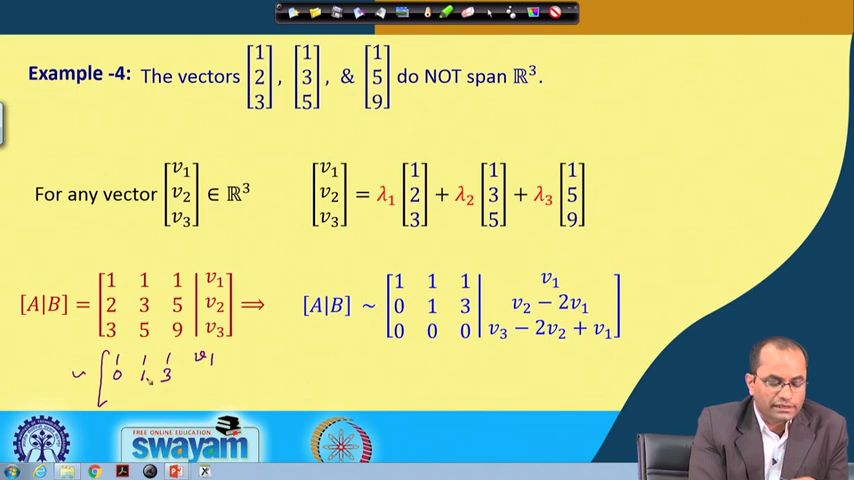 Example -4: The vectors [1 2 3], [1 3 5], & [1 5 9] do NOT span ℝ³.
For any vector [v₁ v₂ v₃] ∈ ℝ³    [v₁ v₂ v₃] = λ₁ [1 2 3] + λ₂ [1 3 5] + λ₃ [1 5 9]
[A|B] = [1 1 1 | v₁
2 3 5 | v₂
3 5 9 | v₃] ⟹
[A|B] ~ [1 1 1 | v₁
0 1 3 | v₂ − 2v₁
0 0 0 | v₃ − 2v₂ + v₁]
~ [1 1 1 v1
0 1 3
FREE ONLINE EDUCATION
swayam